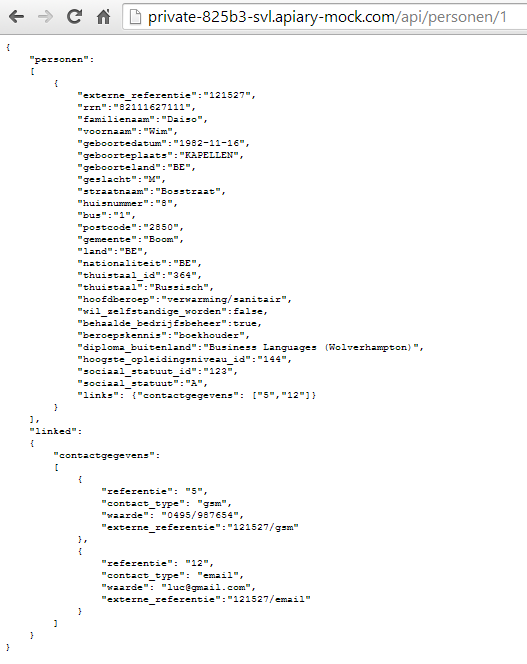 private-825b3-svl.apiary-mock.com/api/personen/1
{
"personen":
[
{
"externe_referentie":"121527",
"rrn":"82111627111",
"familienaam":"Daiso",
"voornaam":"Wim",
"geboortedatum":"1982-11-16",
"geboorteplaats":"KAPELLEN",
"geboorteland":"BE",
"geslacht":"M",
"straatnaam":"Bosstraat",
"huisnummer":"8",
"bus":"1",
"postcode":"2850",
"gemeente":"Boom",
"land":"BE",
"nationaliteit":"BE",
"thuistaal_id":"364",
"thuistaal":"Russisch",
"hoofdberoep":"verwarming/sanitair",
"wil_zelfstandige_worden":false,
"behaalde_bedrijfsbeheer":true,
"beroepskennis":"boekhouder",
"diploma_buitenland":"Business Languages (Wolverhampton)",
"hoogste_opleidingsniveau_id":"144",
"sociaal_statuut_id":"123",
"sociaal_statuut":"A",
"links": {"contactgegevens": ["5","12"]}
}
],
"linked":
{
"contactgegevens":
[
{
"referentie": "5",
"contact_type": "gsm",
"waarde": "0495/987654",
"externe_referentie":"121527/gsm"
},
{
"referentie": "12",
"contact_type": "email",
"waarde": "luc@gmail.com",
"externe_referentie":"121527/email"
}
]
}
}